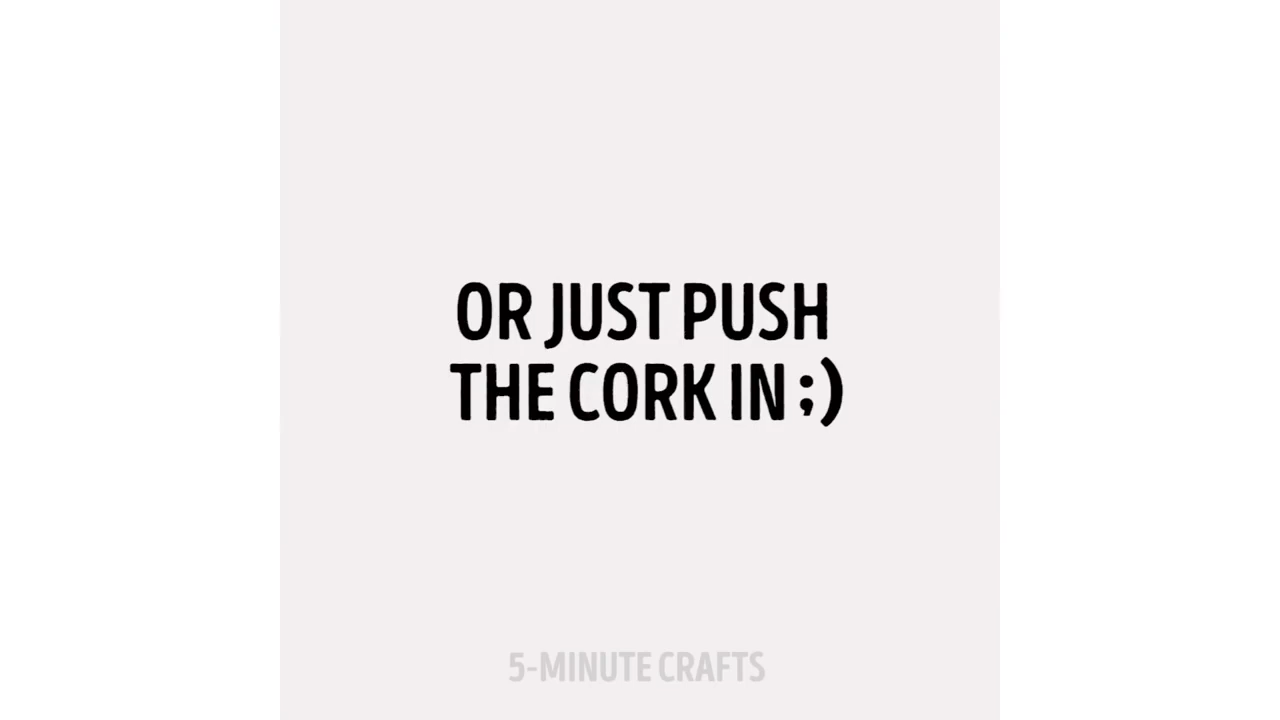 OR JUST PUSH
THE CORK IN ;)
5-MINUTE CRAFTS